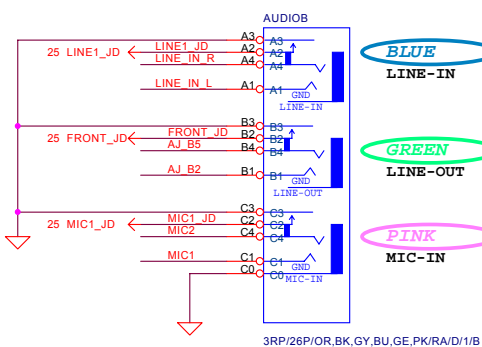 AUDIOB
A3 A3
25 LINE1_JD LINE1_JD A2 A2
LINE_IN_R A4 A4
LINE_IN_L A1 A1
GND
LINE-IN
BLUE
LINE-IN
B3 B3
25 FRONT_JD FRONT_JD B2 B2
AJ_B5 B4 B4
AJ_B2 B1 B1
GND
LINE-OUT
GREEN
LINE-OUT
C3 C3
25 MIC1_JD MIC1_JD C2 C2
MIC2 C4 C4
MIC1 C1 C1
GND
C0 C0 MIC-IN
PINK
MIC-IN
3RP/26P/OR,BK,GY,BU,GE,PK/RA/D/1/B